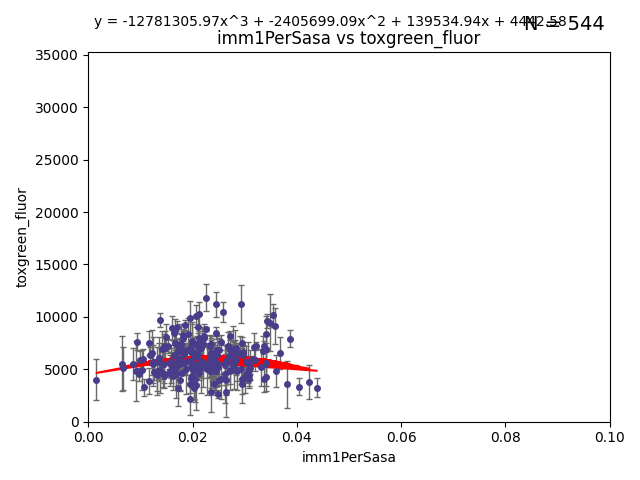 y = -12781305.97x^3 + -2405699.09x^2 + 139534.94x + 4442.58
N = 544
imm1PerSasa vs toxgreen_fluor
35000
30000
25000
20000
15000
10000
5000
0
toxgreen_fluor
0.00 0.02 0.04 0.06 0.08 0.10
imm1PerSasa